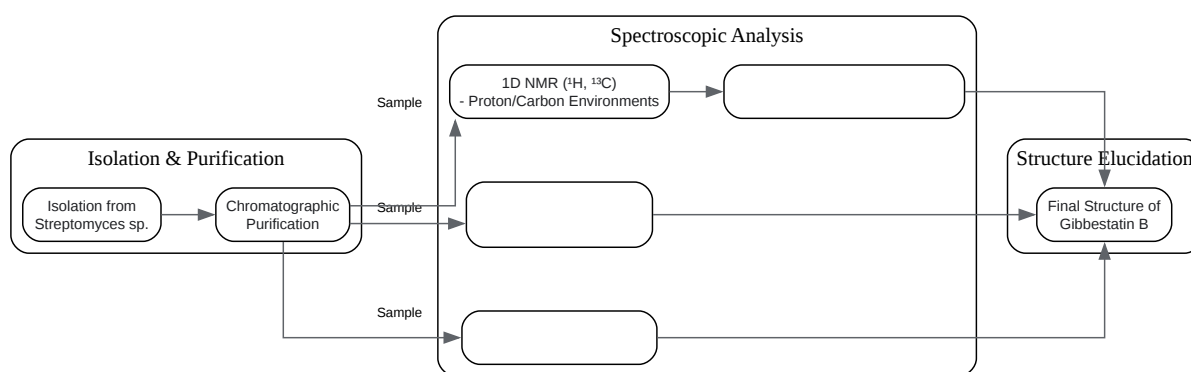 Spectroscopic Analysis
1D NMR (¹H, ¹³C)
- Proton/Carbon Environments
Sample
Isolation & Purification
Structure Elucidation
Isolation from
Streptomyces sp.
Chromatographic
Purification
Sample
Final Structure of
Gibbestatin B
Sample